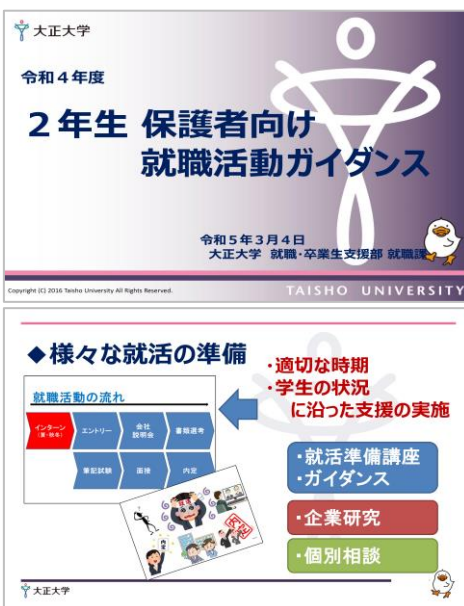 大正大学
令和４年度
２年生 保護者向け
就職活動ガイダンス
令和５年３月４日
大正大学 就職・卒業生支援部 就職課
Copyright (C) 2016 Taisho University All Rights Reserved.
TAISHO UNIVERSITY
◆様々な就活の準備
・適切な時期
・学生の状況
に沿った支援の実施
就職活動の流れ
インターン
(夏・秋冬)
エントリー
会社
説明会
書類選考
筆記試験
面接
内定
・就活準備講座
・ガイダンス
・企業研究
・個別相談
大正大学